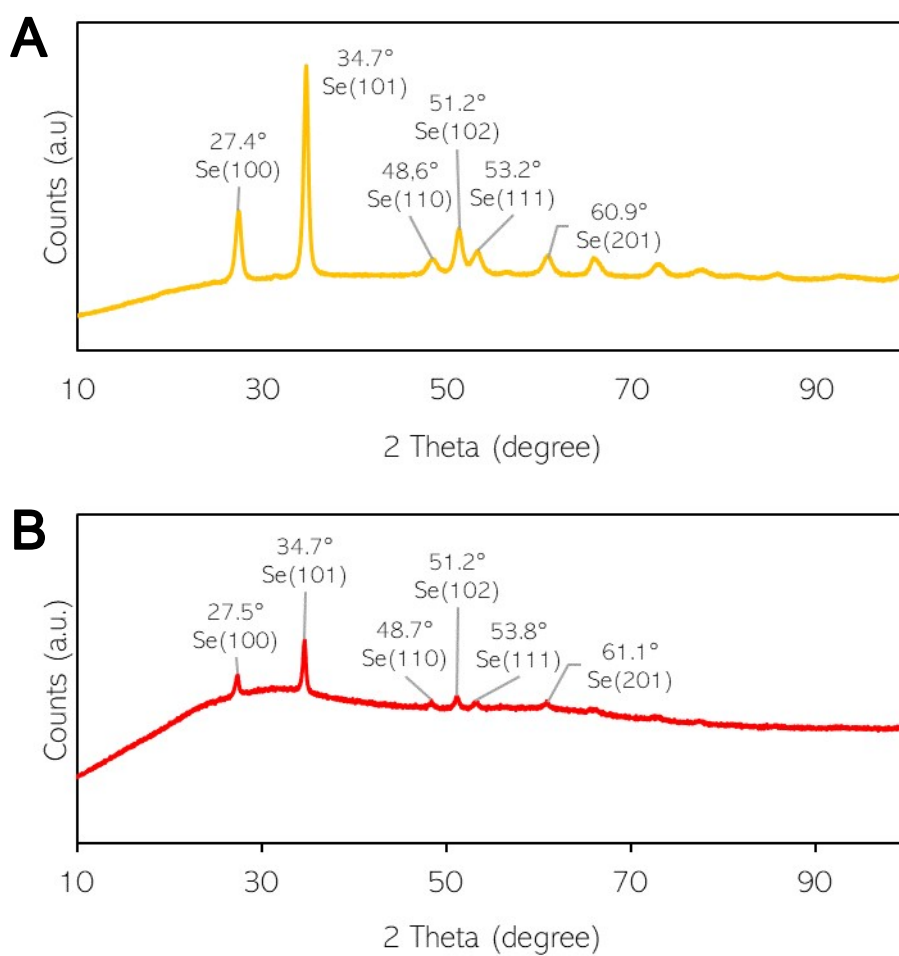 A
34.7°
Se(101)
51.2°
Se(102)
27.4°
Se(100)
48,6°
Se(110)
53.2°
Se(111)
60.9°
Se(201)
Counts (a.u)
10 30 50 70 90
2 Theta (degree)
B
34.7°
Se(101)
51.2°
Se(102)
27.5°
Se(100)
48.7°
Se(110)
53.8°
Se(111)
61.1°
Se(201)
Counts (a.u.)
10 30 50 70 90
2 Theta (degree)